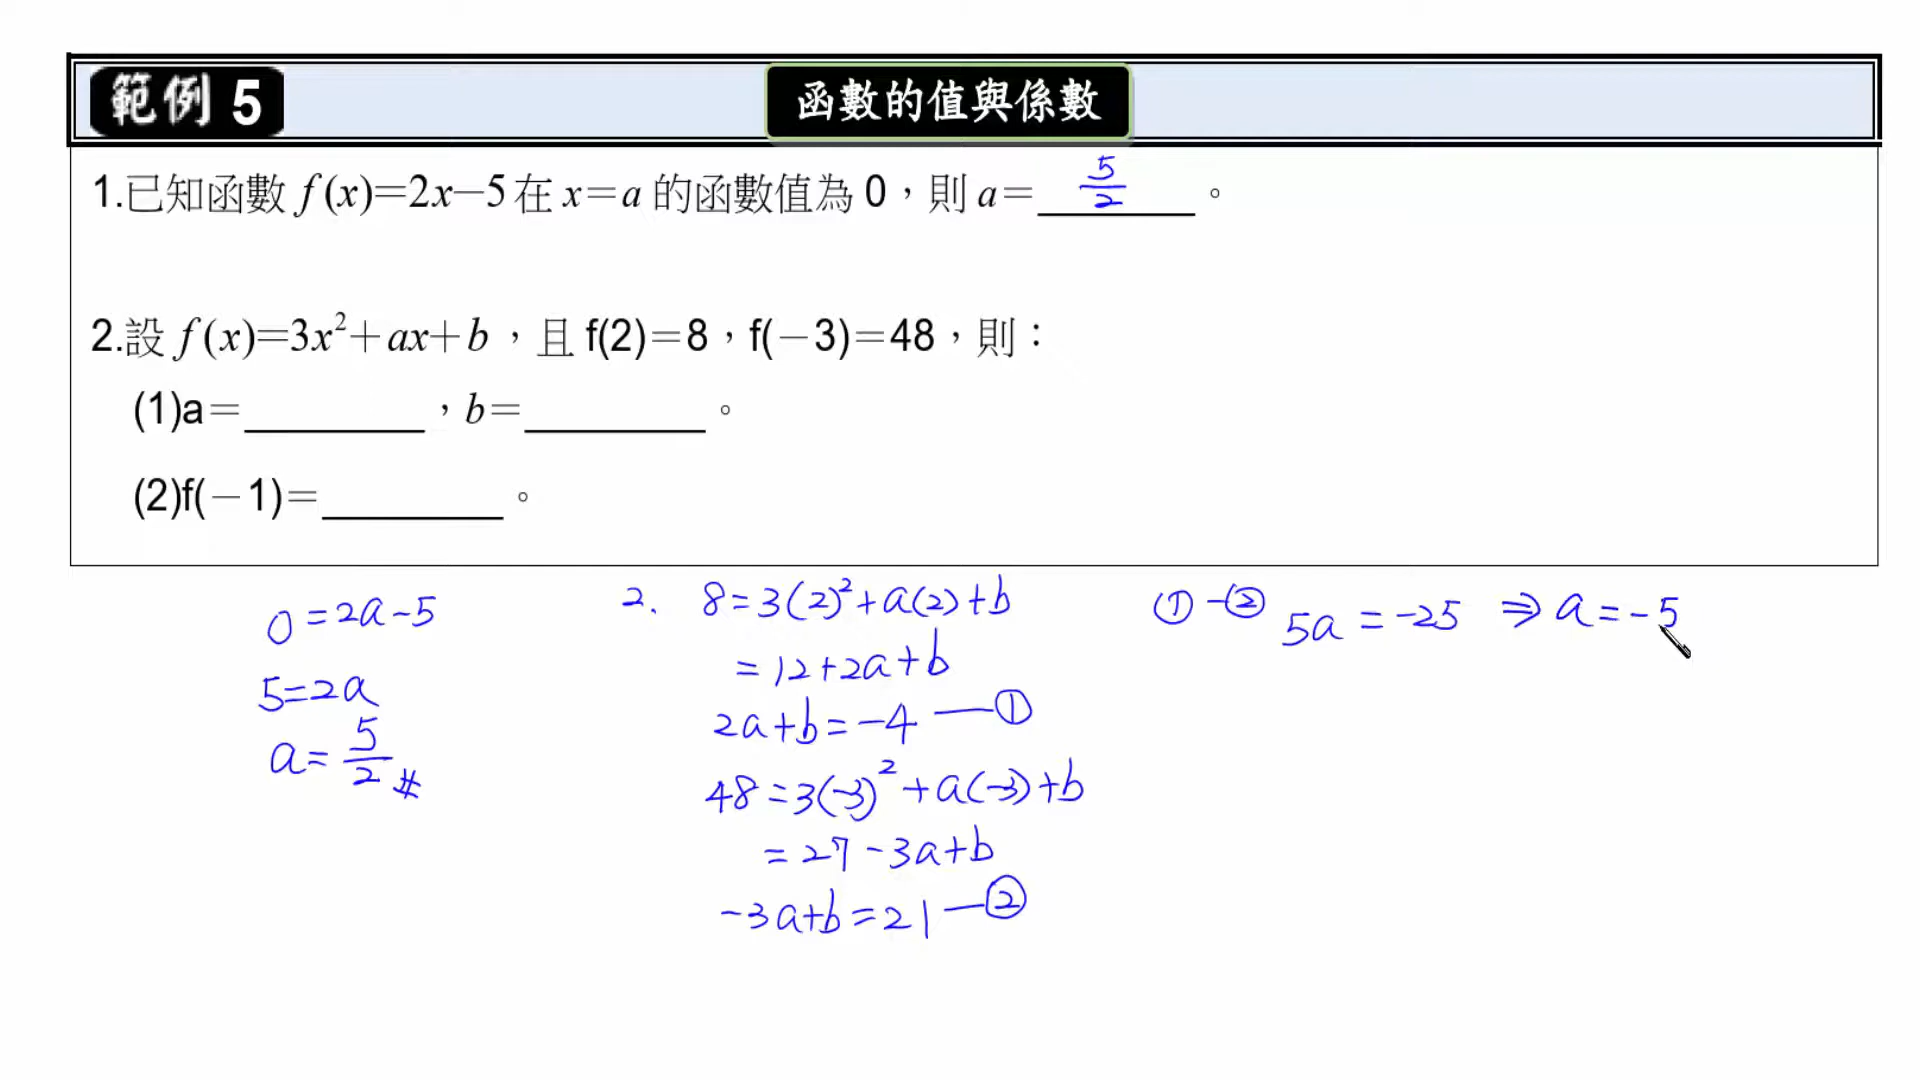 範例 5
函數的值與係數
1.已知函數 f(x)=2x−5 在 x=a 的函數值為 0，則 a= 5/2 。
2.設 f(x)=3x²+ax+b，且 f(2)=8，f(−3)=48，則：
(1)a=________，b=________。
(2)f(−1)=________。
0=2a-5
5=2a
a=5/2 #
2. 8=3(2)²+a(2)+b
=12+2a+b
2a+b=-4 —①
48=3(-3)²+a(-3)+b
=27-3a+b
-3a+b=21 —②
①-② 5a=-25 ⇒ a=-5